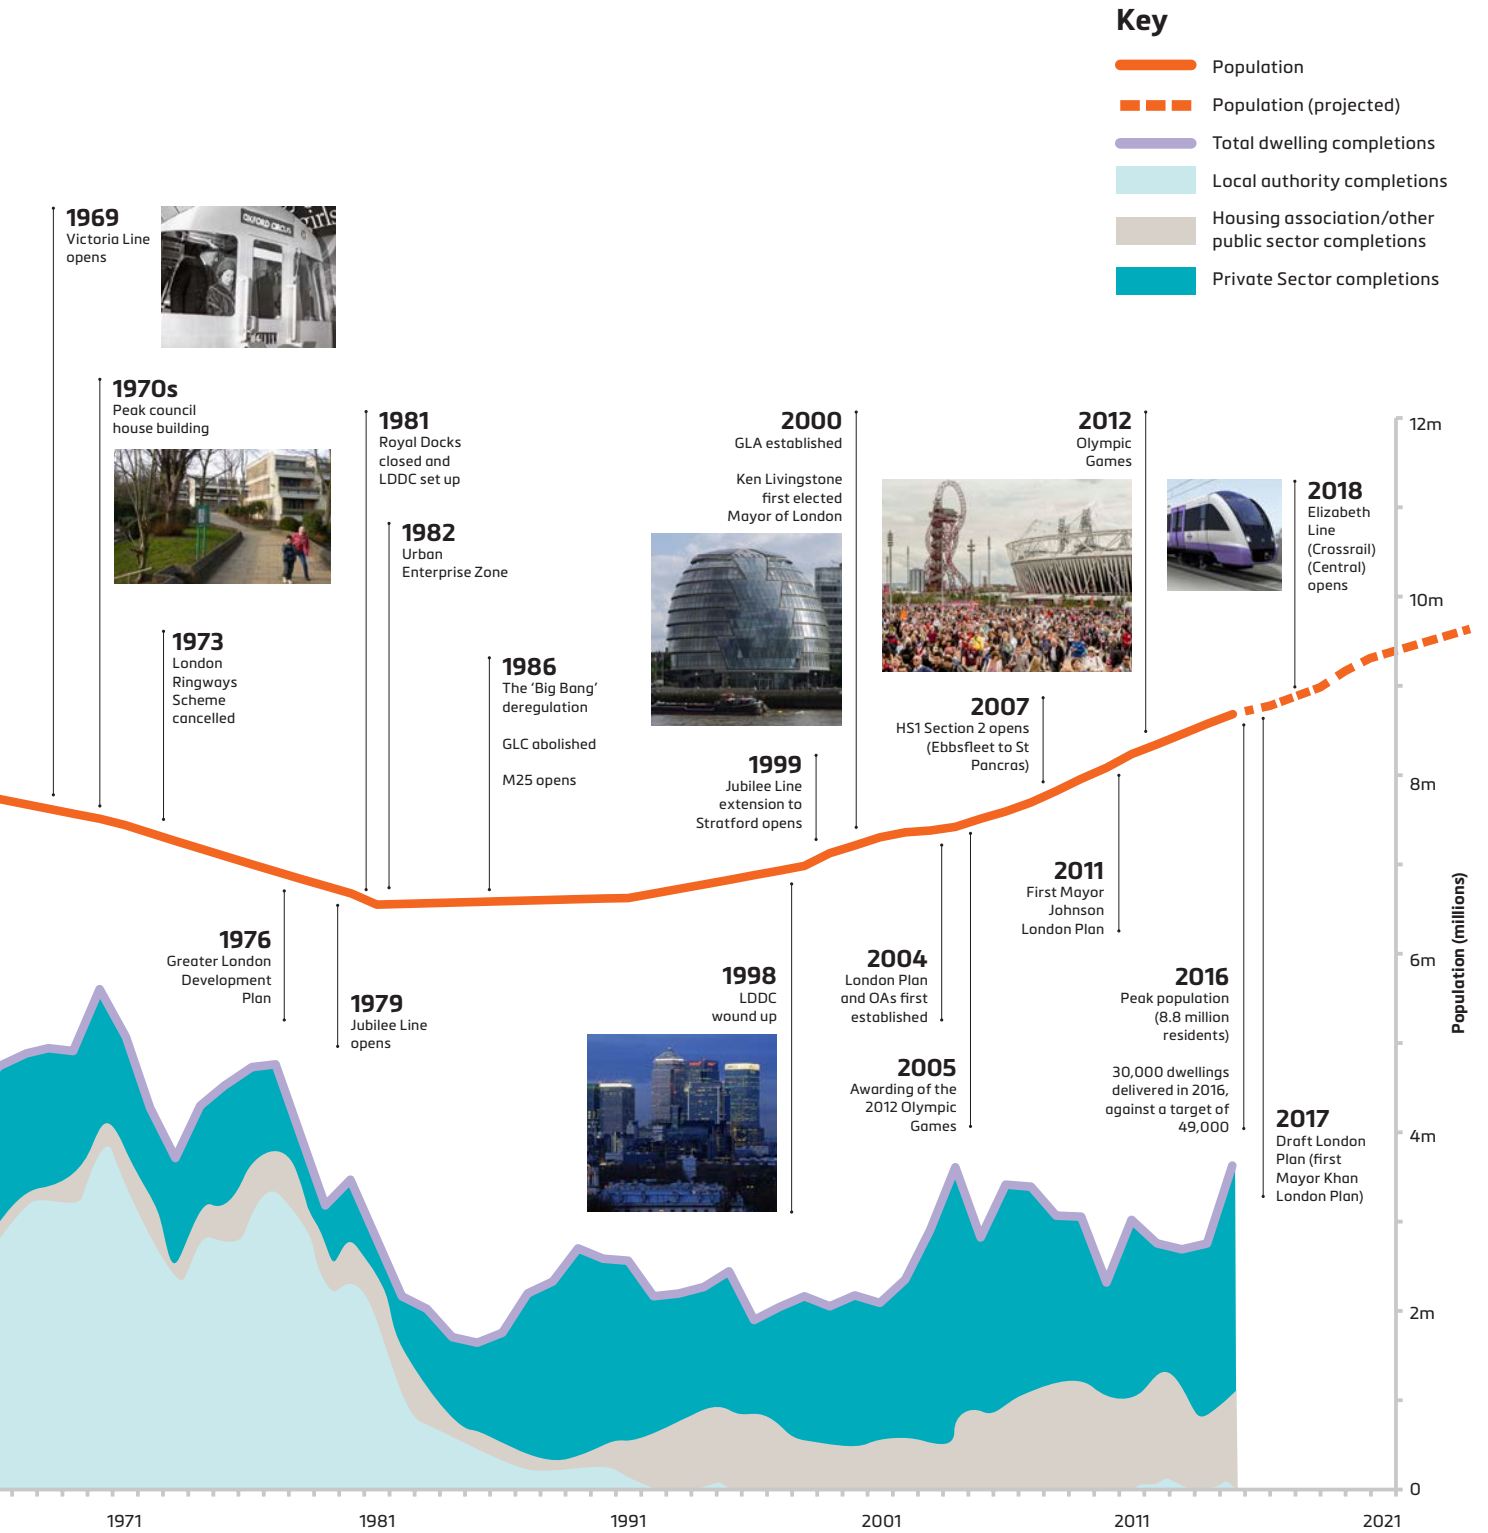 Key
Population
Population (projected)
Total dwelling completions
Local authority completions
Housing association/other
public sector completions
Private Sector completions
1969
Victoria Line
opens
OXFORD CIRCUS
girls
1970s
Peak council
house building
1973
London
Ringways
Scheme
cancelled
1981
Royal Docks
closed and
LDDC set up
1982
Urban
Enterprise Zone
1986
The ‘Big Bang’
deregulation
GLC abolished
M25 opens
2000
GLA established
Ken Livingstone
first elected
Mayor of London
1999
Jubilee Line
extension to
Stratford opens
2012
Olympic
Games
2007
HS1 Section 2 opens
(Ebbsfleet to St
Pancras)
2018
Elizabeth
Line
(Crossrail)
(Central)
opens
1976
Greater London
Development
Plan
1979
Jubilee Line
opens
1998
LDDC
wound up
2004
London Plan
and OAs first
established
2005
Awarding of the
2012 Olympic
Games
2011
First Mayor
Johnson
London Plan
2016
Peak population
(8.8 million
residents)
30,000 dwellings
delivered in 2016,
against a target of
49,000
2017
Draft London
Plan (first
Mayor Khan
London Plan)
12m
10m
8m
6m
4m
2m
0
Population (millions)
1971
1981
1991
2001
2011
2021